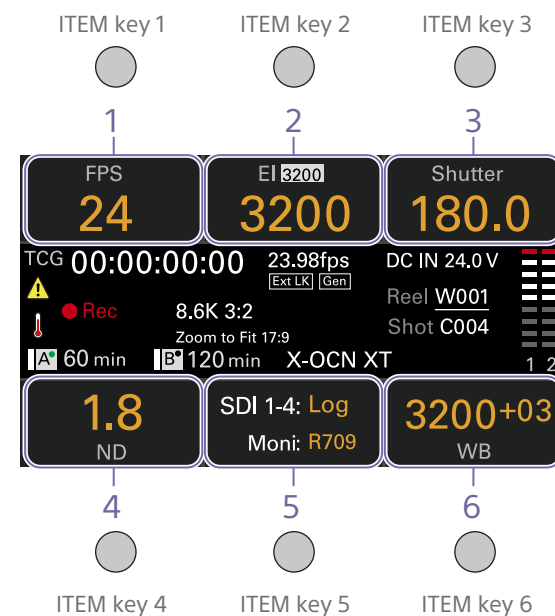 ITEM key 1 ITEM key 2 ITEM key 3
1 2 3
FPS EI 3200 Shutter
24 3200 180.0
TCG 00:00:00:00 23.98fps DC IN 24.0 V
Ext LK Gen
Rec 8.6K 3:2 Reel W001
Zoom to Fit 17:9 Shot C004
A 60 min B 120 min X-OCN XT 1 2
1.8 SDI 1-4: Log 3200+03
ND Moni: R709 WB
4 5 6
ITEM key 4 ITEM key 5 ITEM key 6